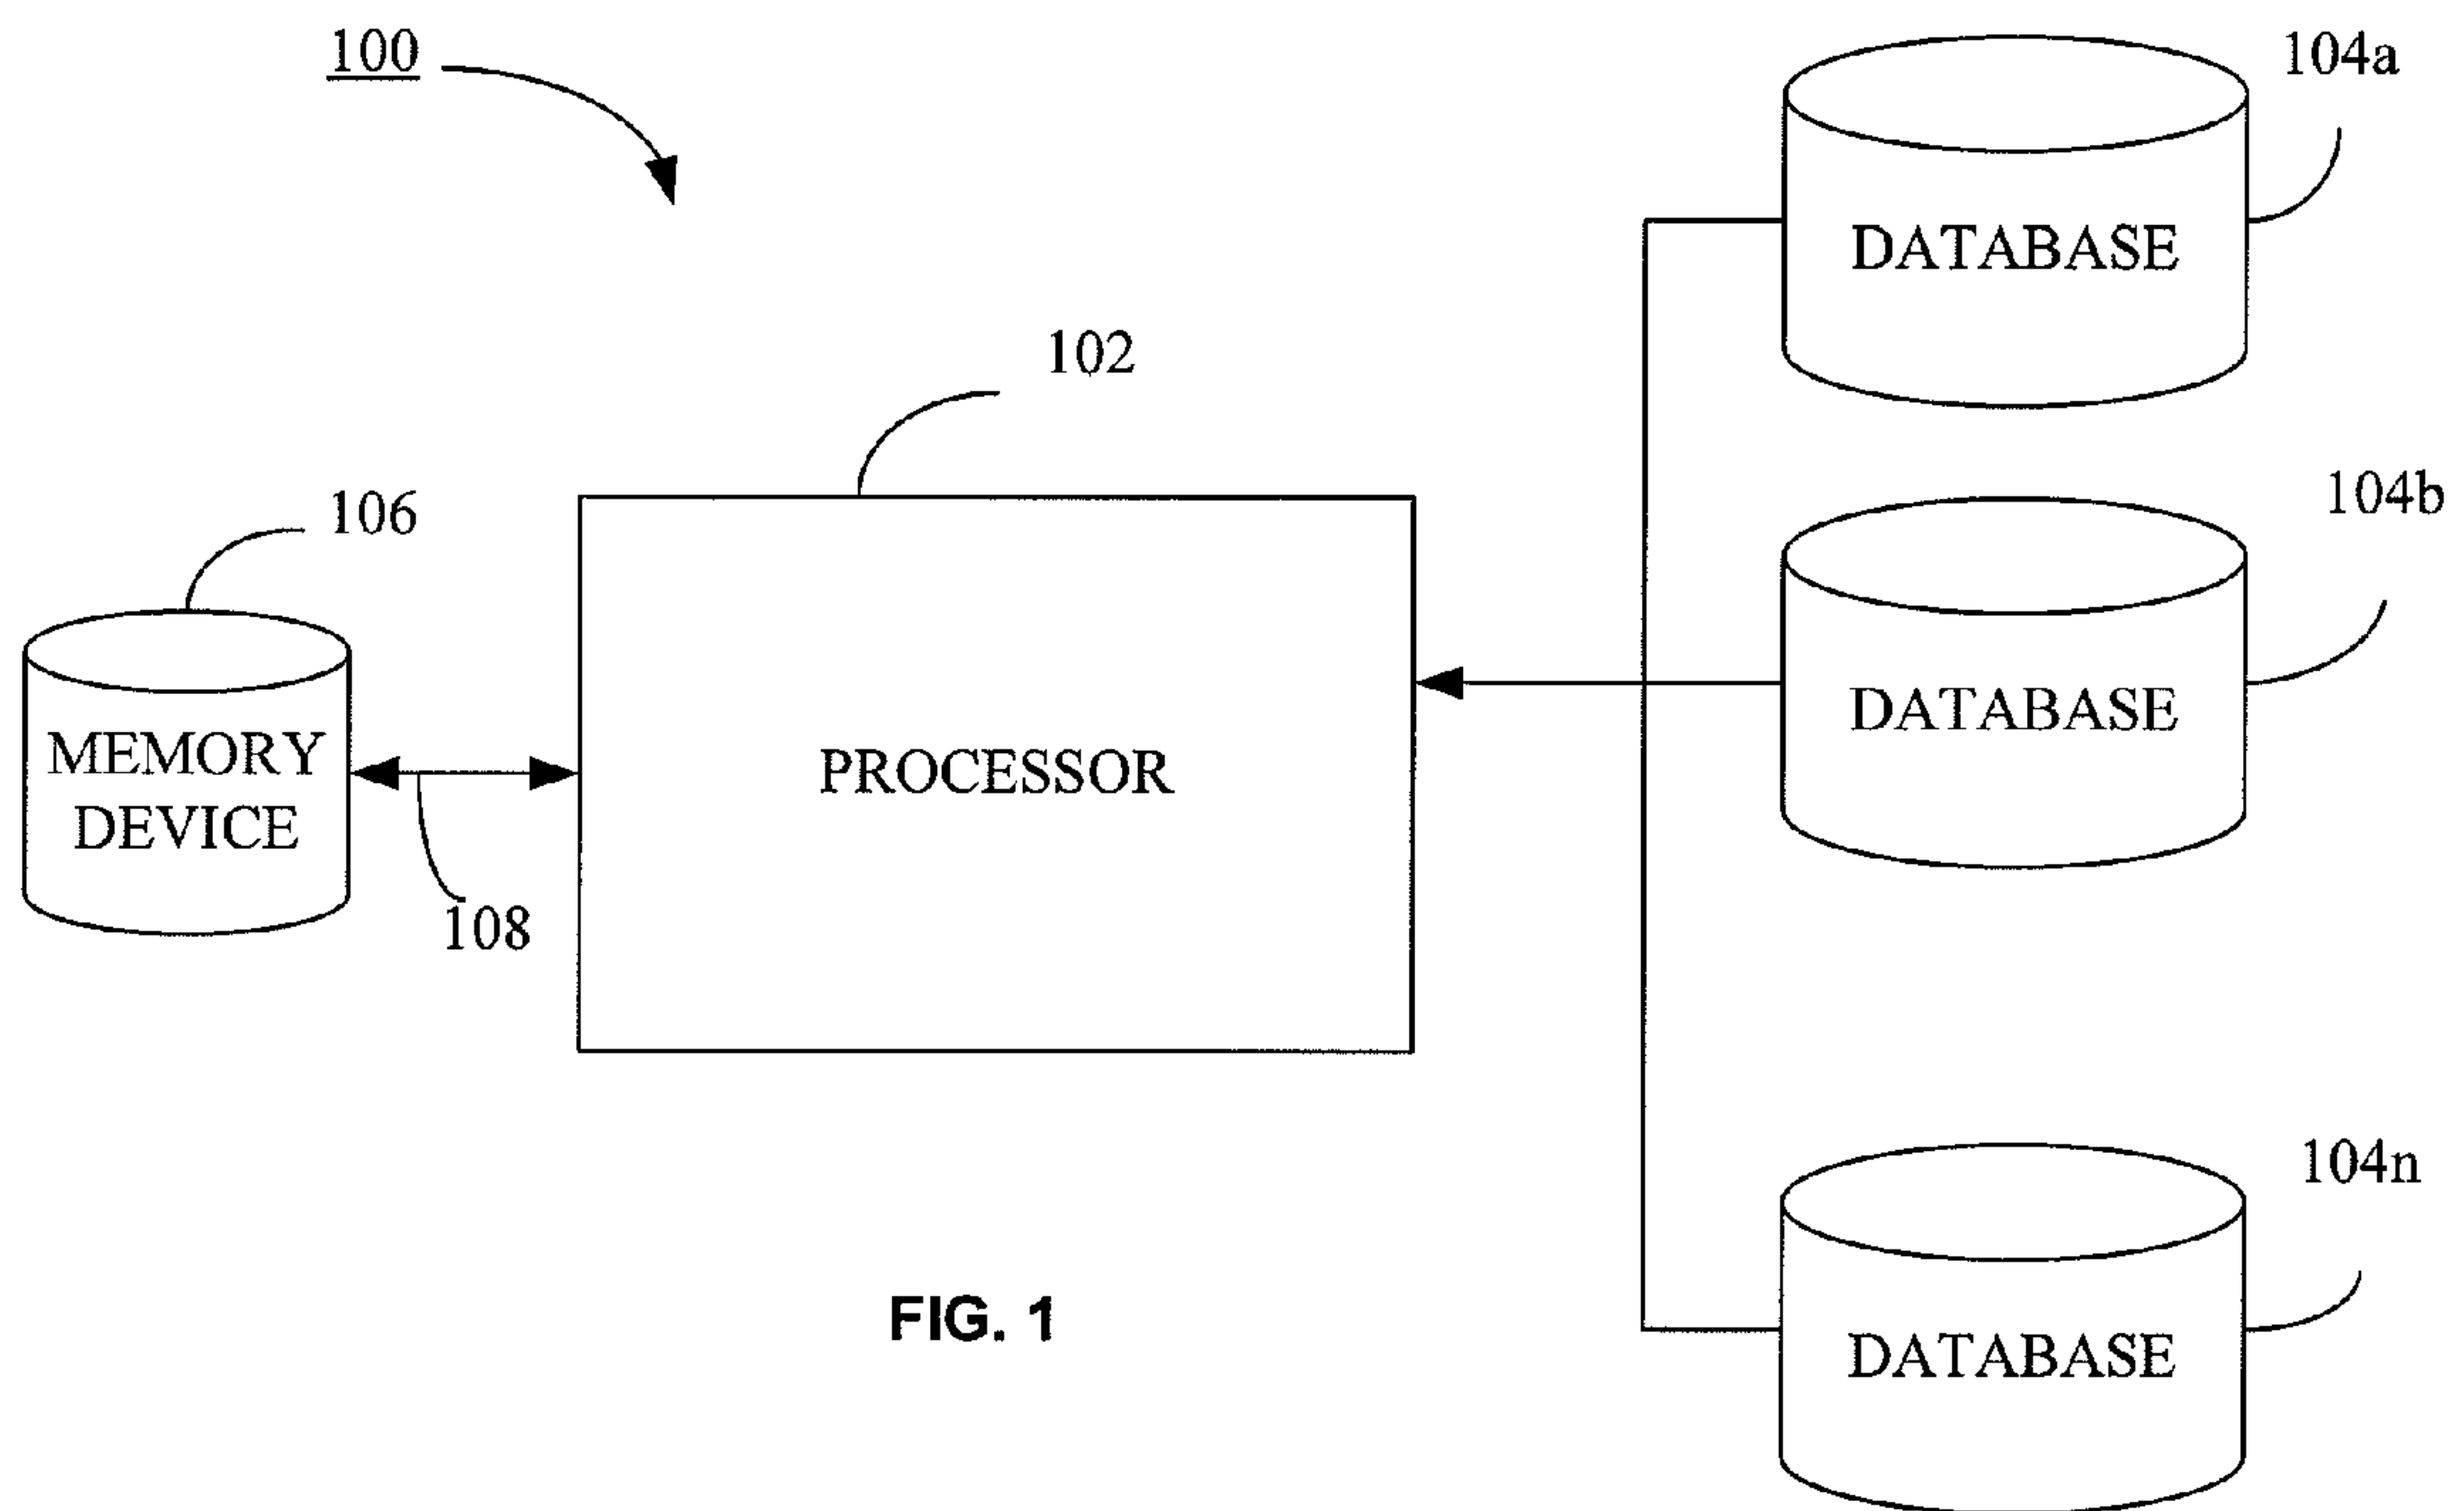 100
104a
DATABASE
102
106
104b
DATABASE
MEMORY
DEVICE
PROCESSOR
108
104n
FIG. 1
DATABASE